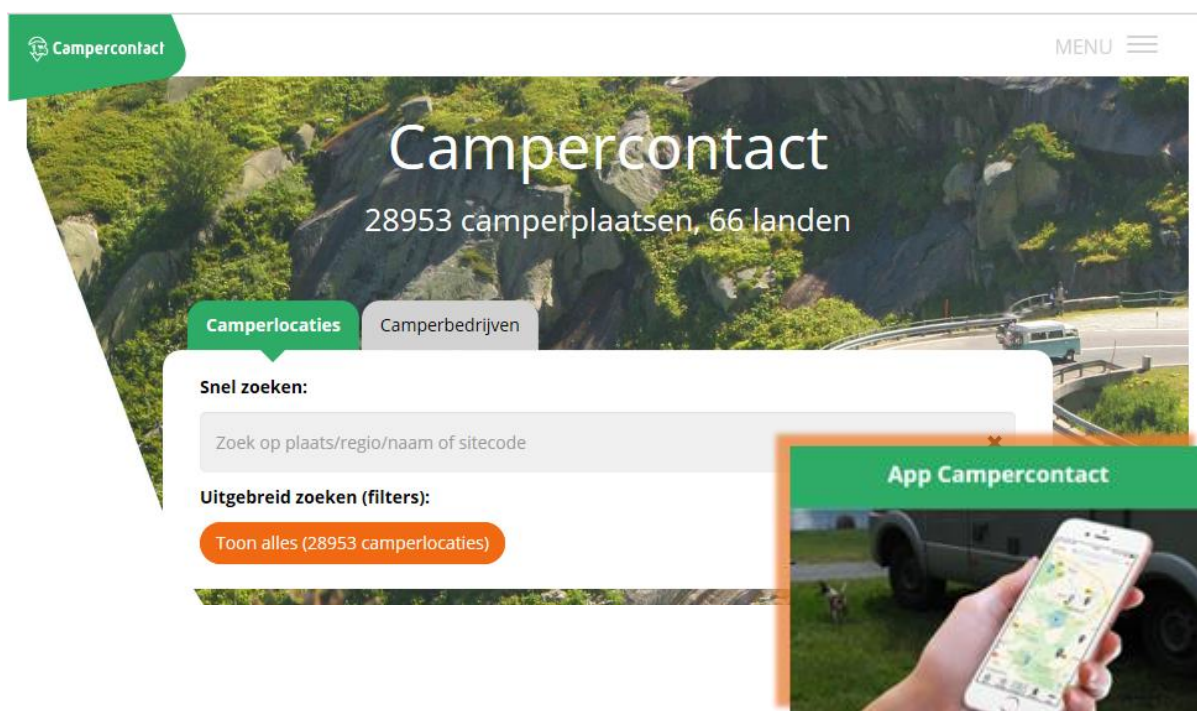 Campercontact
MENU
Campercontact
28953 camperplaatsen, 66 landen
Camperlocaties
Camperbedrijven
Snel zoeken:
Zoek op plaats/regio/naam of sitecode
Uitgebreid zoeken (filters):
Toon alles (28953 camperlocaties)
App Campercontact